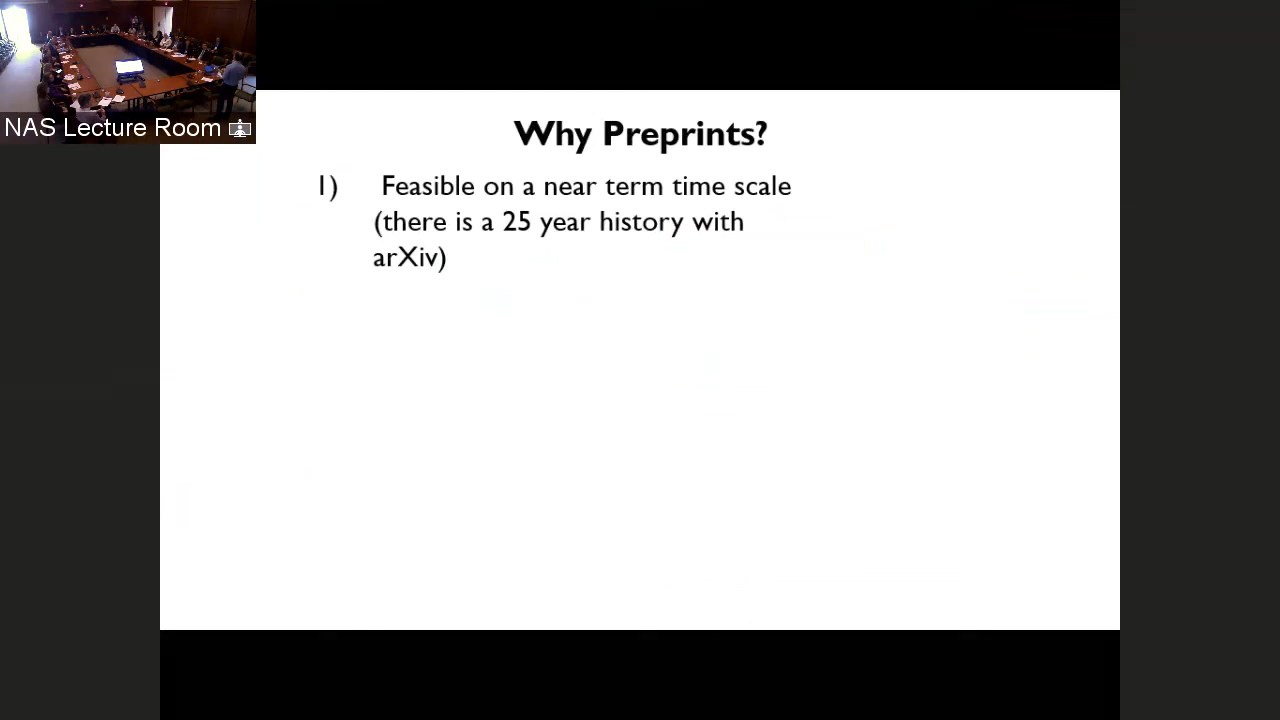 NAS Lecture Room
Why Preprints?
1) Feasible on a near term time scale
(there is a 25 year history with
arXiv)